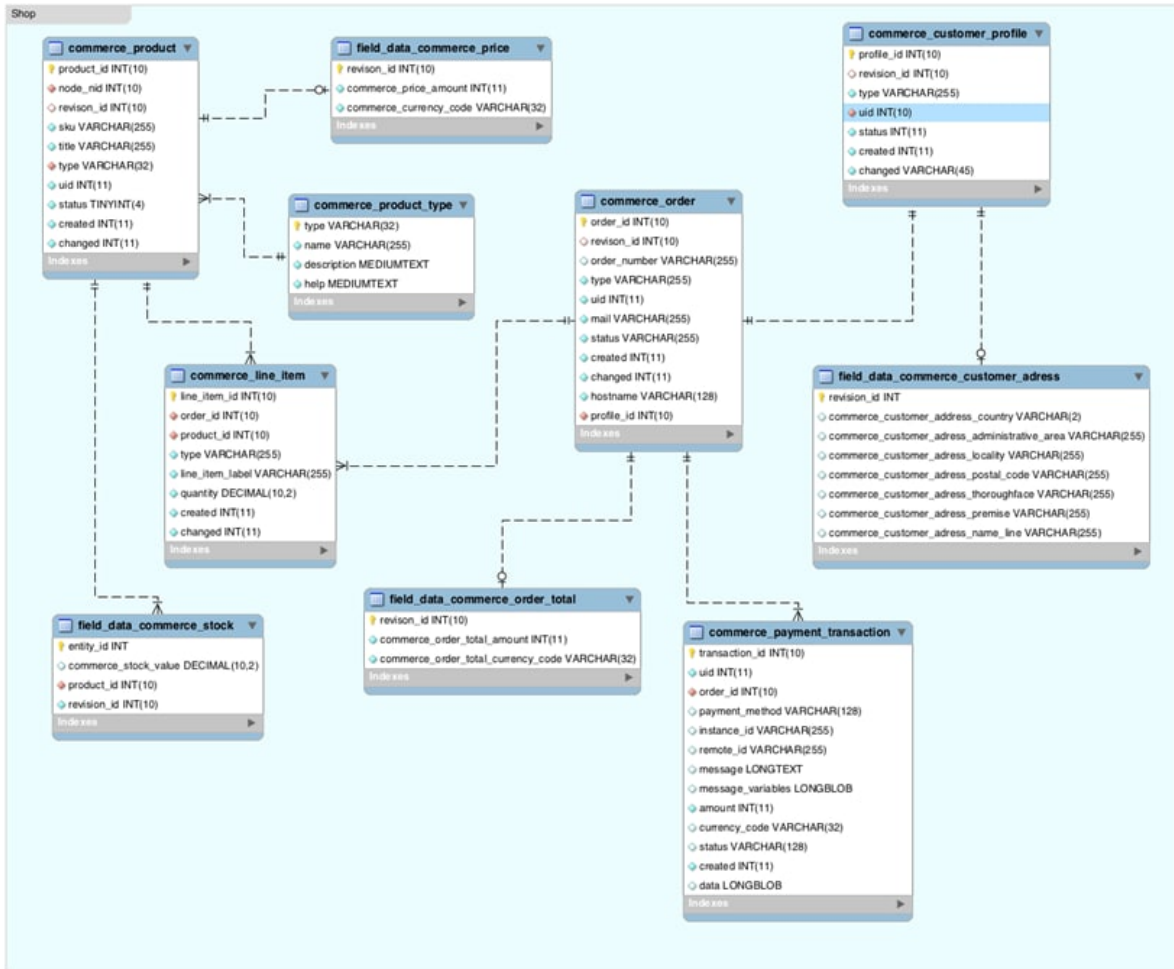 Shop
commerce_product
product_id INT(10)
node_nid INT(10)
revison_id INT(10)
sku VARCHAR(255)
title VARCHAR(255)
type VARCHAR(32)
uid INT(11)
status TINYINT(4)
created INT(11)
changed INT(11)
Indexes
field_data_commerce_price
revison_id INT(10)
commerce_price_amount INT(11)
commerce_currency_code VARCHAR(32)
Indexes
commerce_customer_profile
profile_id INT(10)
revision_id INT(10)
type VARCHAR(255)
uid INT(10)
status INT(11)
created INT(11)
changed VARCHAR(45)
Indexes
commerce_product_type
type VARCHAR(32)
name VARCHAR(255)
description MEDIUMTEXT
help MEDIUMTEXT
Indexes
commerce_order
order_id INT(10)
revison_id INT(10)
order_number VARCHAR(255)
type VARCHAR(255)
uid INT(11)
mail VARCHAR(255)
status VARCHAR(255)
created INT(11)
changed INT(11)
hostname VARCHAR(128)
profile_id INT(10)
Indexes
commerce_line_item
line_item_id INT(10)
order_id INT(10)
product_id INT(10)
type VARCHAR(255)
line_item_label VARCHAR(255)
quantity DECIMAL(10,2)
created INT(11)
changed INT(11)
Indexes
field_data_commerce_customer_adress
revision_id INT
commerce_customer_address_country VARCHAR(2)
commerce_customer_adress_administrative_area VARCHAR(255)
commerce_customer_adress_locality VARCHAR(255)
commerce_customer_adress_postal_code VARCHAR(255)
commerce_customer_adress_thoroughface VARCHAR(255)
commerce_customer_adress_premise VARCHAR(255)
commerce_customer_adress_name_line VARCHAR(255)
Indexes
field_data_commerce_stock
entity_id INT
commerce_stock_value DECIMAL(10,2)
product_id INT(10)
revision_id INT(10)
Indexes
field_data_commerce_order_total
revison_id INT(10)
commerce_order_total_amount INT(11)
commerce_order_total_currency_code VARCHAR(32)
Indexes
commerce_payment_transaction
transaction_id INT(10)
uid INT(11)
order_id INT(10)
payment_method VARCHAR(128)
instance_id VARCHAR(255)
remote_id VARCHAR(255)
message LONGTEXT
message_variables LONGBLOB
amount INT(11)
currency_code VARCHAR(32)
status VARCHAR(128)
created INT(11)
data LONGBLOB
Indexes